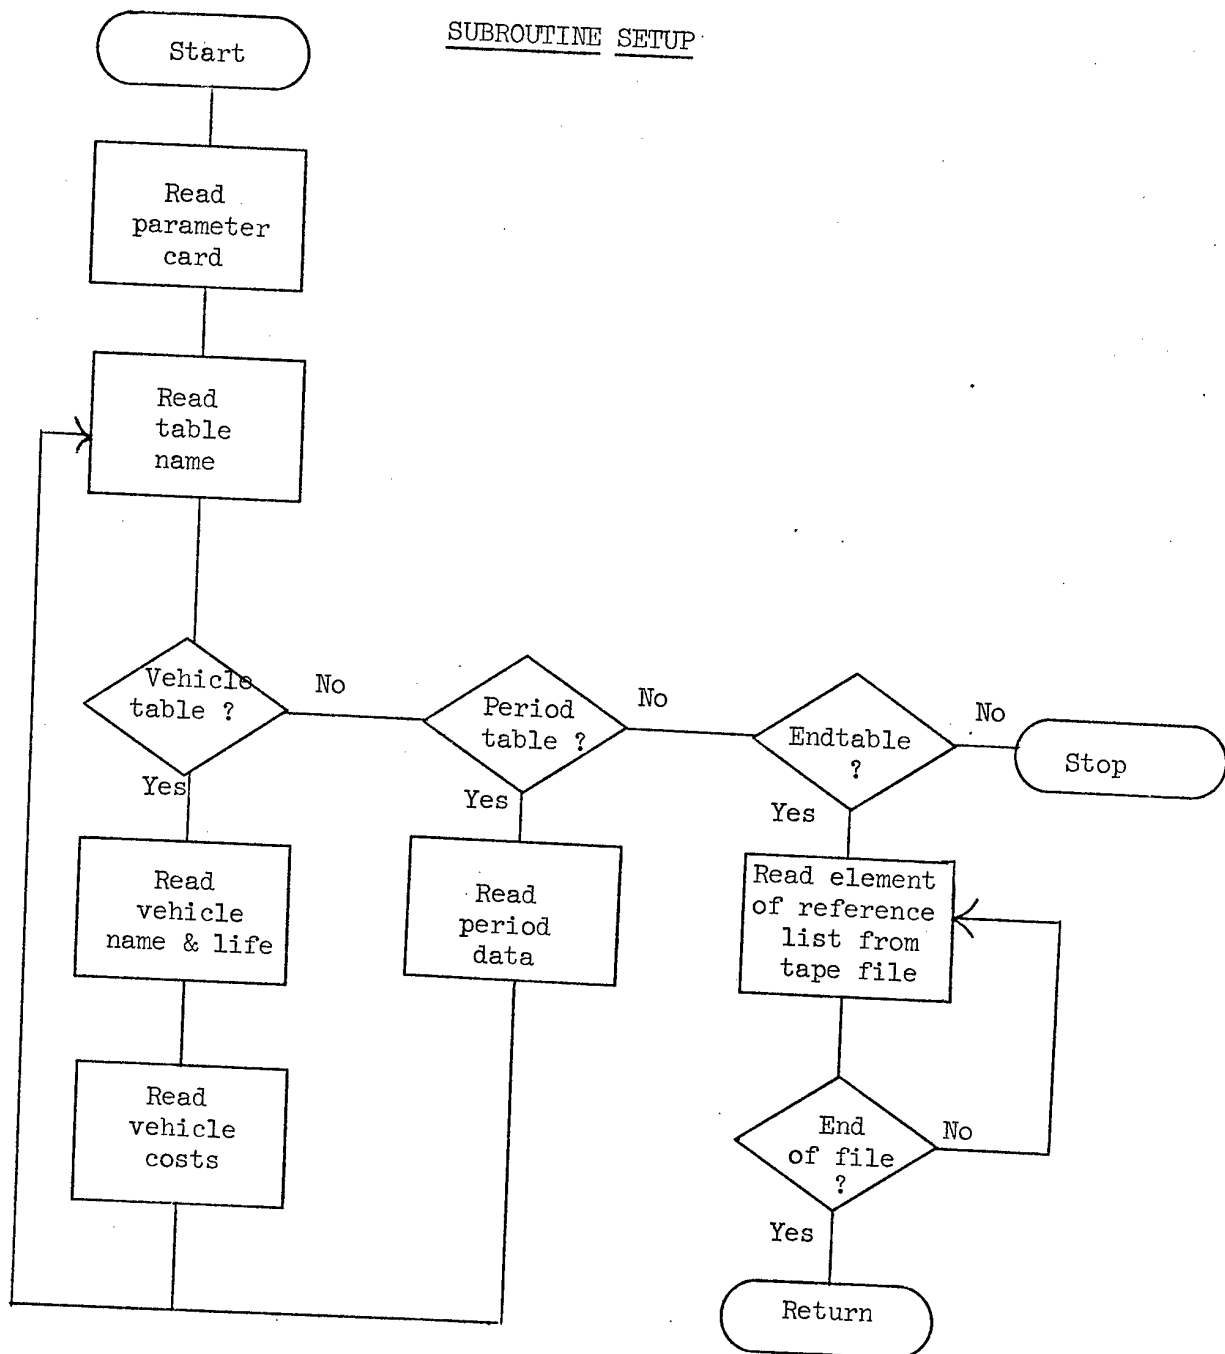 SUBROUTINE SETUP
Start
Read
parameter
card
Read
table
name
Vehicle
table ?
No
Period
table ?
No
Endtable
?
No
Stop
Yes
Yes
Yes
Read
vehicle
name & life
Read
period
data
Read element
of reference
list from
tape file
Read
vehicle
costs
End
of file
?
No
Yes
Return